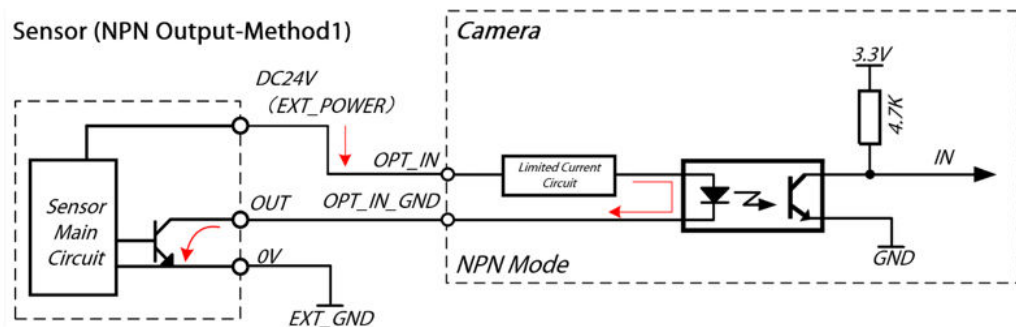 Sensor (NPN Output-Method1)
Camera
DC24V
(EXT_POWER)
3.3V
4.7K
OPT_IN
Limited Current
Circuit
IN
Sensor
Main
Circuit
OUT
OPT_IN_GND
0V
NPN Mode
GND
EXT_GND